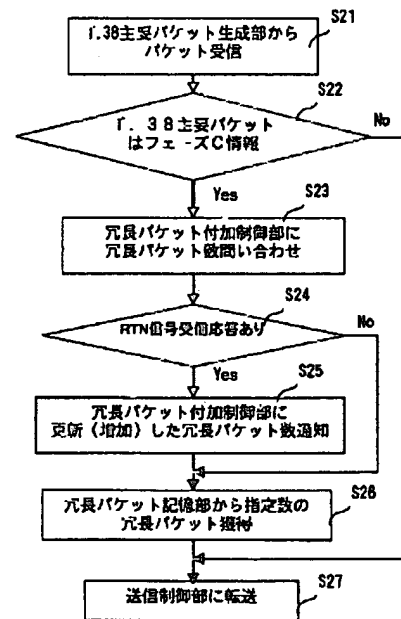 S21
T.38主要パケット生成部から
パケット受信
S22
T. 38主要パケット
はフェ-ズC情報
No
Yes
S23
冗長パケット付加制御部に
冗長パケット数問い合わせ
S24
RTN信号受信応答あり
No
Yes
S25
冗長パケット付加制御部に
更新(増加)した冗長パケット数通知
S26
冗長パケット記憶部から指定数の
冗長パケット獲得
S27
送信制御部に転送